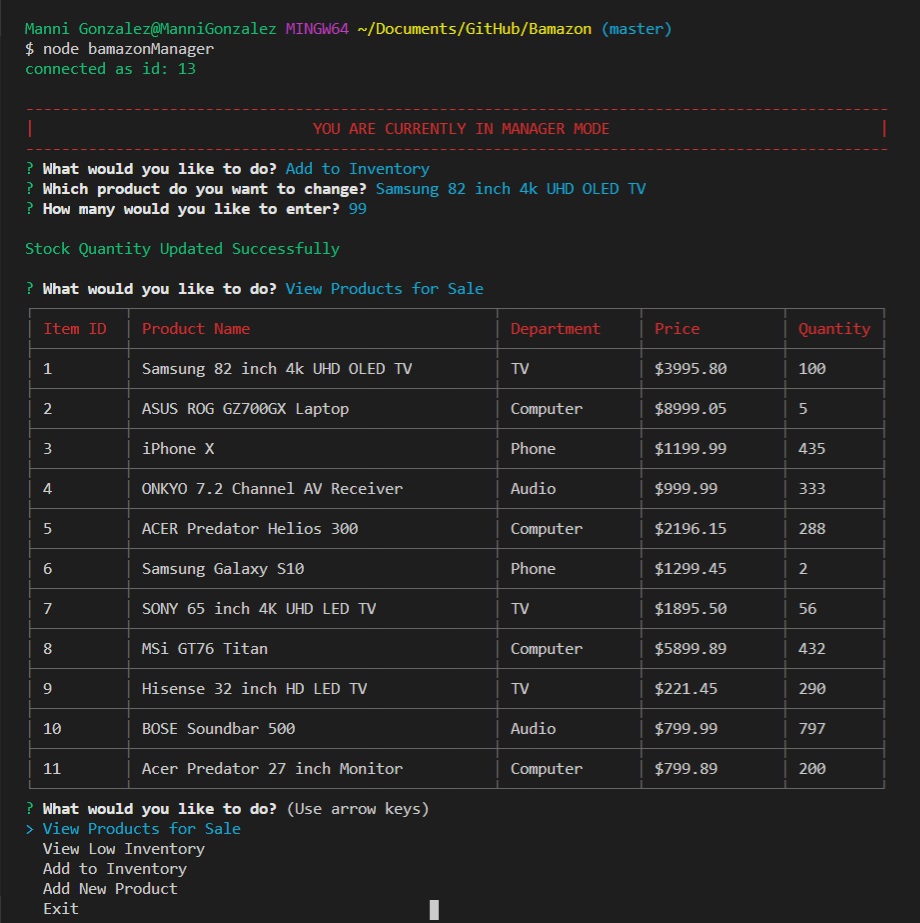 Manni Gonzalez@ManniGonzalez MINGW64 ~/Documents/GitHub/Bamazon (master)
$ node bamazonManager
connected as id: 13
YOU ARE CURRENTLY IN MANAGER MODE
? What would you like to do? Add to Inventory
? Which product do you want to change? Samsung 82 inch 4k UHD OLED TV
? How many would you like to enter? 99
Stock Quantity Updated Successfully
? What would you like to do? View Products for Sale
Item ID Product Name Department Price Quantity
1 Samsung 82 inch 4k UHD OLED TV TV $3995.80 100
2 ASUS ROG GZ700GX Laptop Computer $8999.05 5
3 iPhone X Phone $1199.99 435
4 ONKYO 7.2 Channel AV Receiver Audio $999.99 333
5 ACER Predator Helios 300 Computer $2196.15 288
6 Samsung Galaxy S10 Phone $1299.45 2
7 SONY 65 inch 4K UHD LED TV TV $1895.50 56
8 MSi GT76 Titan Computer $5899.89 432
9 Hisense 32 inch HD LED TV TV $221.45 290
10 BOSE Soundbar 500 Audio $799.99 797
11 Acer Predator 27 inch Monitor Computer $799.89 200
? What would you like to do? (Use arrow keys)
> View Products for Sale
View Low Inventory
Add to Inventory
Add New Product
Exit